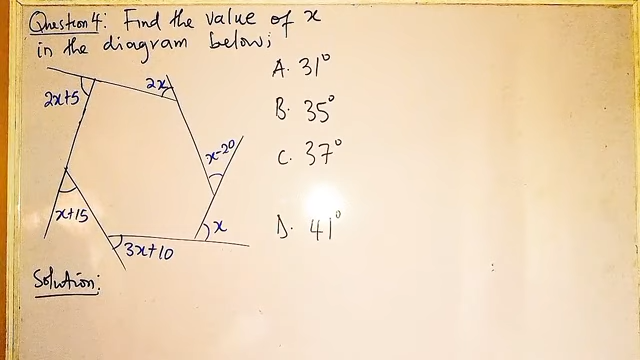 Question 4: Find the value of x
in the diagram below;
A. 31°
B. 35°
C. 37°
D. 41°
2x+5
2x
x-20
x+15
x
3x+10
Solution: